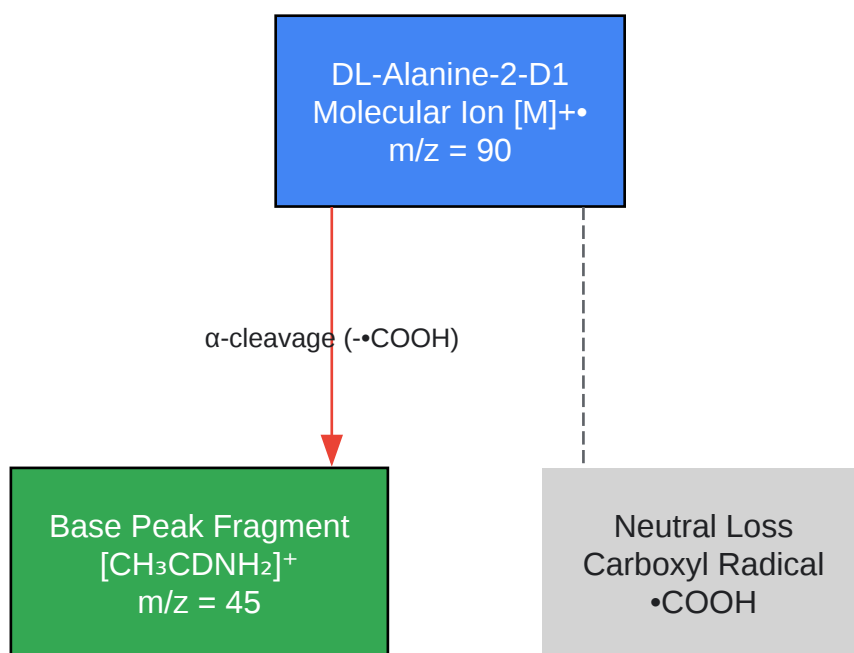 DL-Alanine-2-D1
Molecular Ion [M]+•
m/z = 90
α-cleavage (-•COOH)
Base Peak Fragment
[CH₃CDNH₂]⁺
m/z = 45
Neutral Loss
Carboxyl Radical
•COOH